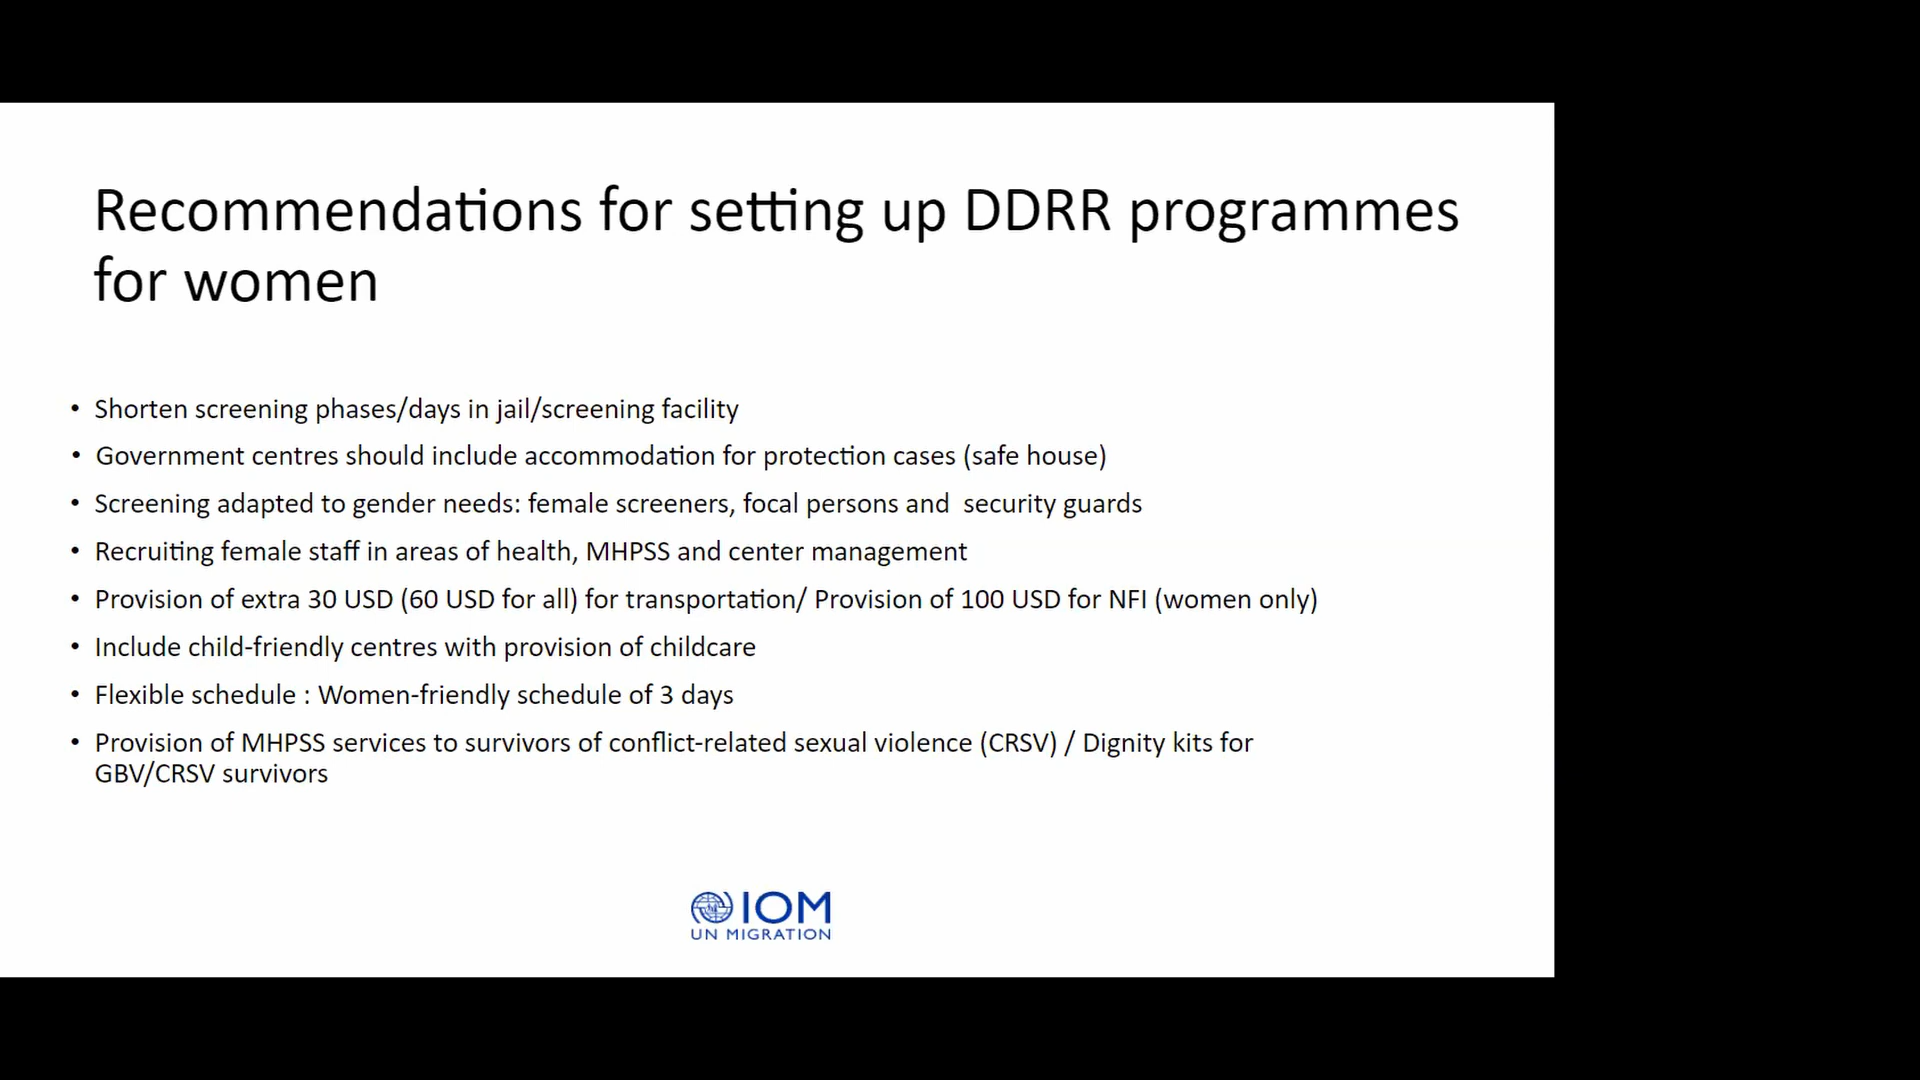 Recommendations for setting up DDRR programmes
for women
• Shorten screening phases/days in jail/screening facility
• Government centres should include accommodation for protection cases (safe house)
• Screening adapted to gender needs: female screeners, focal persons and  security guards
• Recruiting female staff in areas of health, MHPSS and center management
• Provision of extra 30 USD (60 USD for all) for transportation/ Provision of 100 USD for NFI (women only)
• Include child-friendly centres with provision of childcare
• Flexible schedule : Women-friendly schedule of 3 days
• Provision of MHPSS services to survivors of conflict-related sexual violence (CRSV) / Dignity kits for
GBV/CRSV survivors
IOM
UN MIGRATION